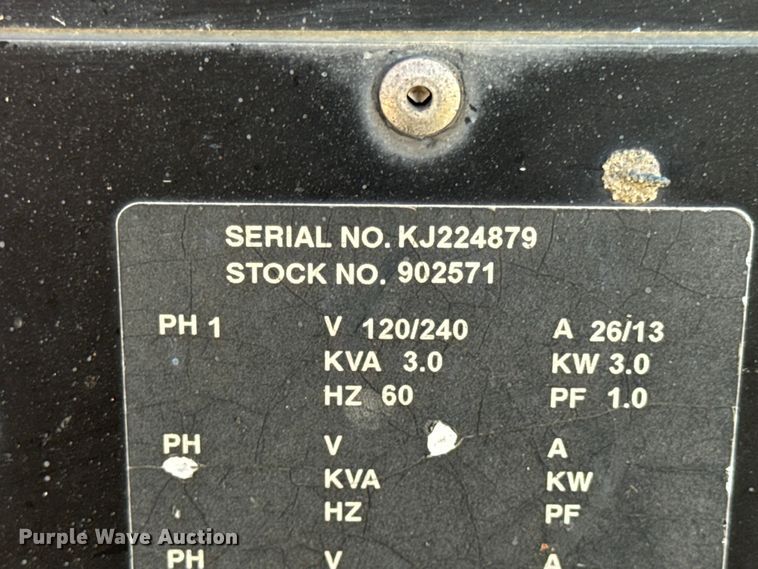 SERIAL NO. KJ224879
STOCK NO. 902571
PH 1 V 120/240 A 26/13
KVA 3.0 KW 3.0
HZ 60 PF 1.0
PH V A
KVA KW
HZ PF
PH V A
Purple Wave Auction